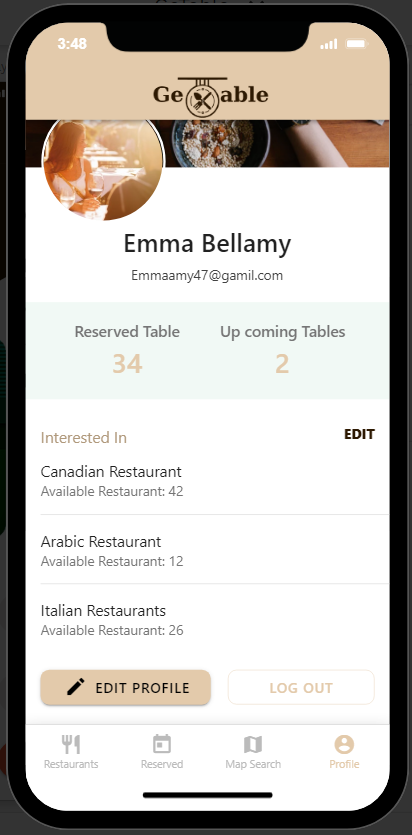 3:48
Ge able
Emma Bellamy
Emmaamy47@gamil.com
Reserved Table Up coming Tables
34 2
Interested In EDIT
Canadian Restaurant
Available Restaurant: 42
Arabic Restaurant
Available Restaurant: 12
Italian Restaurants
Available Restaurant: 26
EDIT PROFILE LOG OUT
Restaurants Reserved Map Search Profile